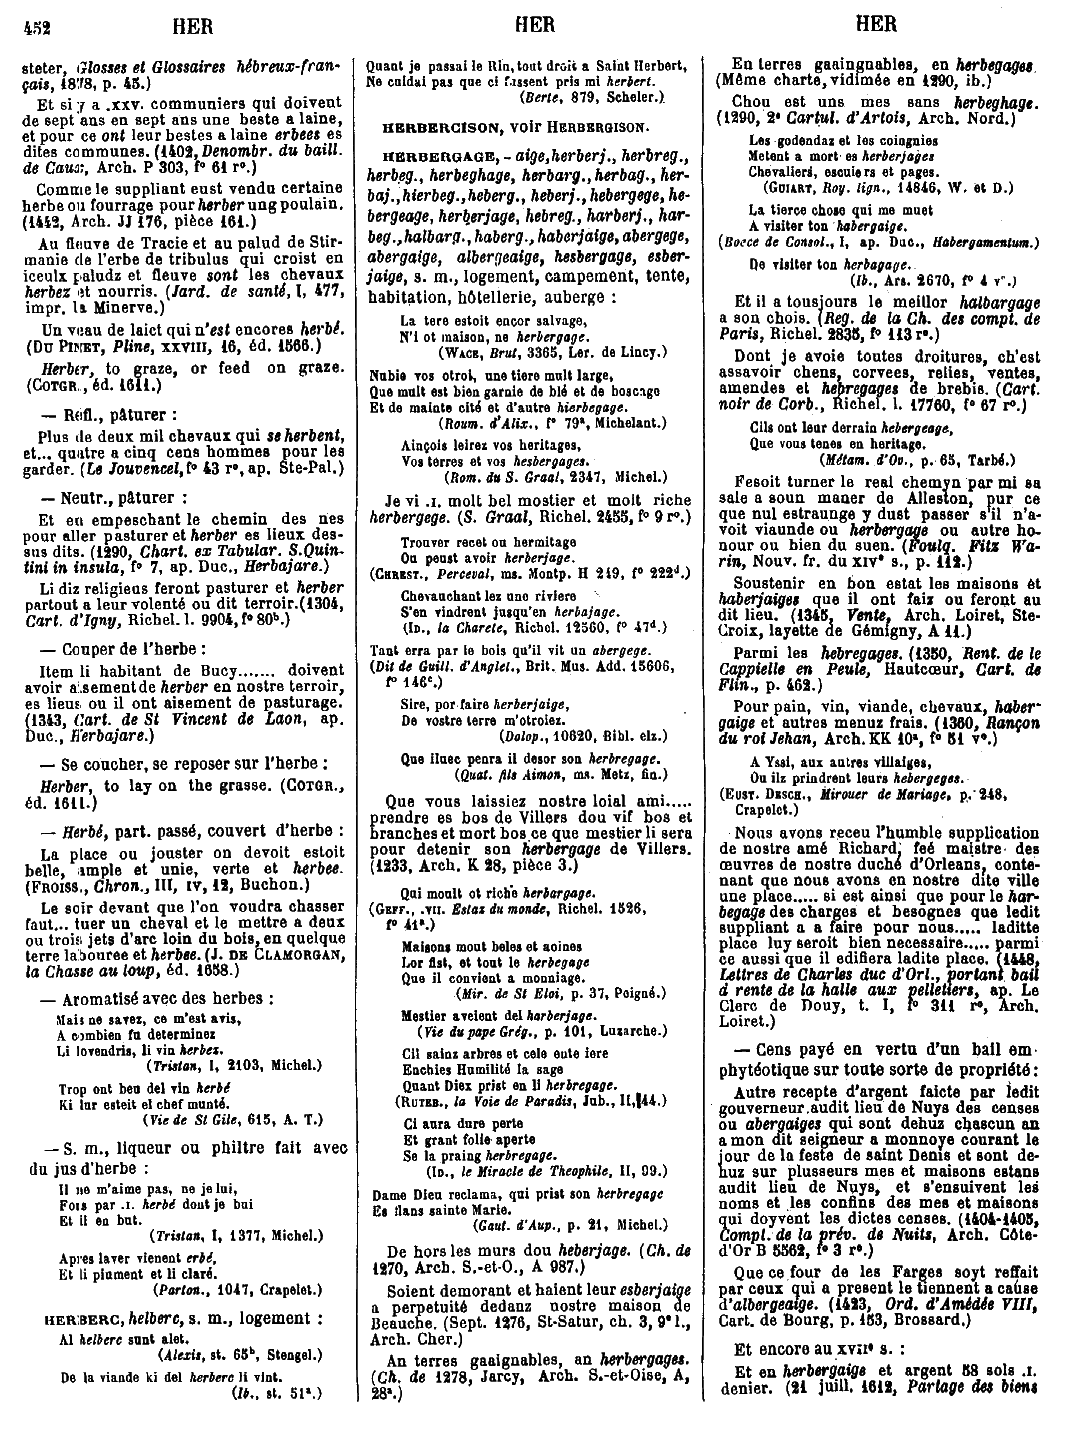 452 HER HER HER
steter, Glosses et Glossaires hébreux-fran-
çais, 1878, p. 45.)
Et si y a .xxv. communiers qui doivent
de sept ans en sept ans une beste a laine,
et pour ce ont leur bestes a laine erbees es
dites communes. (1402, Denombr. du baill.
de Caux, Arch. P 303, f° 61 r°.)
Comme le suppliant eust vendu certaine
herbe ou fourrage pour herber ung poulain.
(1442, Arch. JJ 176, pièce 161.)
Au fleuve de Tracie et au palud de Stir-
manie de l'erbe de tribulus qui croist en
iceulx paludz et fleuve sont les chevaux
herbez et nourris. (Jard. de santé, I, 477,
impr. la Minerve.)
Un veau de laict qui n'est encores herbé.
(DU PINET, Pline, XXVIII, 16, éd. 1566.)
Herber, to graze, or feed on graze.
(COTGR., éd. 1611.)
— Réfl., pâturer :
Plus de deux mil chevaux qui se herbent,
et... quatre a cinq cens hommes pour les
garder. (Le Jouvencel, f° 43 r°, ap. Ste-Pal.)
— Neutr., pâturer :
Et en empeschant le chemin des nes
pour aller pasturer et herber es lieux des-
sus dits. (1290, Chart. ex Tabular. S. Quin-
tini in insula, f° 7, ap. Duc., Herbajare.)
Li diz religieus feront pasturer et herber
partout a leur volenté ou dit terroir. (1304,
Cart. d'Igny, Richel. l. 9904, f° 80ᵇ.)
— Couper de l'herbe :
Item li habitant de Bucy....... doivent
avoir aisement de herber en nostre terroir,
es lieus ou il ont aisement de pasturage.
(1343, Cart. de St Vincent de Laon, ap.
Duc., Herbajare.)
— Se coucher, se reposer sur l'herbe :
Herber, to lay on the grasse. (COTGR.,
éd. 1611.)
— Herbé, part. passé, couvert d'herbe :
La place ou jouster on devoit estoit
belle, ample et unie, verte et herbee.
(FROISS., Chron., III, IV, 12, Buchon.)
Le soir devant que l'on voudra chasser
faut... tuer un cheval et le mettre a deux
ou trois jets d'arc loin du bois, en quelque
terre labouree et herbee. (J. DE CLAMORGAN,
la Chasse au loup, éd. 1658.)
— Aromatisé avec des herbes :
Mais ne savez, ce m'est avis,
A combien fu determinez
Li lovendris, li vin herbez.
(Tristan, I, 2103, Michel.)
Trop ont beu del vin herbé
Ki lur esteit el chef munté.
(Vie de St Gile, 615, A. T.)
— S. m., liqueur ou philtre fait avec
du jus d'herbe :
Il ne m'aime pas, ne je lui,
Fois par .I. herbé dont je bui
Et il en but.
(Tristan, I, 1377, Michel.)
Apres laver vienent erbé,
Et li piument et li claré.
(Parton., 1047, Crapelet.)
HERBERC, helberc, s. m., logement :
Al helberc sunt alet.
(Alexis, st. 65ᵇ, Stengel.)
De la viande ki del herberc li vint.
(Ib., st. 51ᵃ.)
Quant je passai le Rin, tout droit a Saint Herbert,
Ne cuidai pas que ci fussent pris mi herbert.
(Berte, 879, Scheler.)
HERBERCISON, voir HERBERGISON.
HERBERGAGE, - aige, herberj., herbreg.,
herbeg., herbeghage, herbarg., herbag., her-
baj., hierbeg., heberg., heberj., hebergege, he-
bergeage, herberjage, hebreg., harberj., har-
beg., halbarg., haberg., haberjaige, abergege,
abergaige, albergeaige, hesbergage, esber-
jaige, s. m., logement, campement, tente,
habitation, hôtellerie, auberge :
La tere estoit encor salvage,
N'i ot maison, ne herbergage.
(WACE, Brut, 3365, Ler. de Lincy.)
Nubie vos otroi, une tiere mult large,
Que mult est bien garnie de blé et de boscage
Et de mainte cité et d'autre hierbegage.
(Roum. d'Alix., f° 79ᵃ, Michelant.)
Ainçois leirez vos heritages,
Vos terres et vos hesbergages.
(Rom. du S. Graal, 2347, Michel.)
Je vi .I. molt bel mostier et molt riche
herbergege. (S. Graal, Richel. 2455, f° 9 r°.)
Trouver recet ou hermitage
Ou peust avoir herberjage.
(CHREST., Perceval, ms. Montp. H 249, f° 222ᵈ.)
Chevauchant lez une riviere
S'en vindrent jusqu'en herbajage.
(ID., la Charete, Richel. 12560, f° 47ᵈ.)
Tant erra par le bois qu'il vit un abergege.
(Dit de Guill. d'Anglet., Brit. Mus. Add. 15606,
f° 146ᶜ.)
Sire, por faire herberjaige,
De vostre terre m'otroiez.
(Dolop., 10620, Bibl. elz.)
Que iluec penra il desor son herbregage.
(Quat. fils Aimon, ms. Metz, fin.)
Que vous laissiez nostre loial ami.....
prendre es bos de Villers dou vif bos et
branches et mort bos ce que mestier li sera
pour detenir son herbergage de Villers.
(1233, Arch. K 28, pièce 3.)
Qui moult ot riche herbargage.
(GEFF., .VII. Estaz du monde, Richel. 1526,
f° 41ᵃ.)
Maisons mout beles et aoines
Lor fist, et tout le herbegage
Que il convient a monniage.
(Mir. de St Eloi, p. 37, Peigné.)
Mestier aveient del harberjage.
(Vie du pape Grég., p. 101, Luzarche.)
Cil sainz arbres et cele ente iere
Enchies Humilité la sage
Quant Diex prist en li herbregage.
(RUTEB., la Voie de Paradis, Jub., II, 44.)
Ci aura dure perte
Et grant folie aperte
Se la praing herbregage.
(ID., le Miracle de Theophile, II, 99.)
Dame Dieu reclama, qui prist son herbregage
Es flans sainte Marie.
(Gaut. d'Aup., p. 21, Michel.)
De hors les murs dou heberjage. (Ch. de
1270, Arch. S.-et-O., A 987.)
Soient demorant et haient leur esberjaige
a perpetuité dedanz nostre maison de
Beauche. (Sept. 1276, St-Satur, ch. 3, 9ᵉ l.,
Arch. Cher.)
An terres gaaignables, an herbergages.
(Ch. de 1278, Jarcy, Arch. S.-et-Oise, A,
28ᵃ.)
En terres gaaingnables, en herbegages.
(Même charte, vidimée en 1290, ib.)
Chou est uns mes sans herbeghage.
(1290, 2ᵉ Cartul. d'Artois, Arch. Nord.)
Les godendaz et les coingnies
Metent a mort es herberjages
Chevaliers, escuiers et pages.
(GUIART, Roy. lign., 14846, W. et D.)
La tierce chose qui me muet
A visiter ton habergaige.
(Boece de Consol., I, ap. Duc., Habergamentum.)
De visiter ton herbagage.
(Ib., Ars. 2670, f° 4 v°.)
Et il a tousjours le meillor halbargage
a son chois. (Reg. de la Ch. des compt. de
Paris, Richel. 2835, f° 113 r°.)
Dont je avoie toutes droitures, ch'est
assavoir chens, corvees, relies, ventes,
amendes et hebregages de brebis. (Cart.
noir de Corb., Richel. l. 17760, f° 67 r°.)
Cils ont leur derrain hebergeage,
Que vous tenes en heritage.
(Métam. d'Ov., p. 65, Tarbé.)
Fesoit turner le real chemyn par mi sa
sale a soun maner de Alleston, pur ce
que nul estraunge y dust passer s'il n'a-
voit viaunde ou herbergage ou autre ho-
nour ou bien du suen. (Foulq. Fitz Wa-
rin, Nouv. fr. du XIVᵉ s., p. 112.)
Soustenir en bon estat les maisons et
haberjaiges que il ont faiz ou feront au
dit lieu. (1345, Vente, Arch. Loiret, Ste-
Croix, layette de Gémigny, A 11.)
Parmi les hebregages. (1350, Rent. de le
Cappielle en Peule, Hautcœur, Cart. de
Flin., p. 462.)
Pour pain, vin, viande, chevaux, haber-
gaige et autres menuz frais. (1360, Rançon
du roi Jehan, Arch. KK 10ᵃ, f° 51 v°.)
A Yssi, aux autres villaiges,
Ou ilz prindrent leurs hebergeges.
(EUST. DESCH., Mirouer de Mariage, p. 248,
Crapelet.)
Nous avons receu l'humble supplication
de nostre amé Richard, feé maistre des
œuvres de nostre duché d'Orleans, conte-
nant que nous avons en nostre dite ville
une place..... si est ainsi que pour le har-
begage des charges et besognes que ledit
suppliant a a faire pour nous..... laditte
place luy seroit bien necessaire..... parmi
ce aussi que il edifiera ladite place. (1448,
Lettres de Charles duc d'Orl., portant bail
à rente de la halle aux pelletiers, ap. Le
Clerc de Douy, t. I, f° 311 r°, Arch.
Loiret.)
— Cens payé en vertu d'un bail em-
phytéotique sur toute sorte de propriété :
Autre recepte d'argent faicte par ledit
gouverneur audit lieu de Nuys des censes
ou abergaiges qui sont dehuz chascun an
a mon dit seigneur a monnoye courant le
jour de la feste de saint Denis et sont de-
huz sur plusseurs mes et maisons estans
audit lieu de Nuys, et s'ensuivent les
noms et les confins des mes et maisons
qui doyvent les dictes censes. (1404-1405,
Compl. de la prév. de Nuits, Arch. Côte-
d'Or B 5562, f° 3 r°.)
Que ce four de les Farges soyt reffait
par ceux qui a present le tiennent a cause
d'albergeaige. (1423, Ord. d'Amédée VIII,
Cart. de Bourg, p. 153, Brossard.)
Et encore au XVIIᵉ s. :
Et en herbergaige et argent 58 sols .I.
denier. (21 juill. 1612, Partage des biens